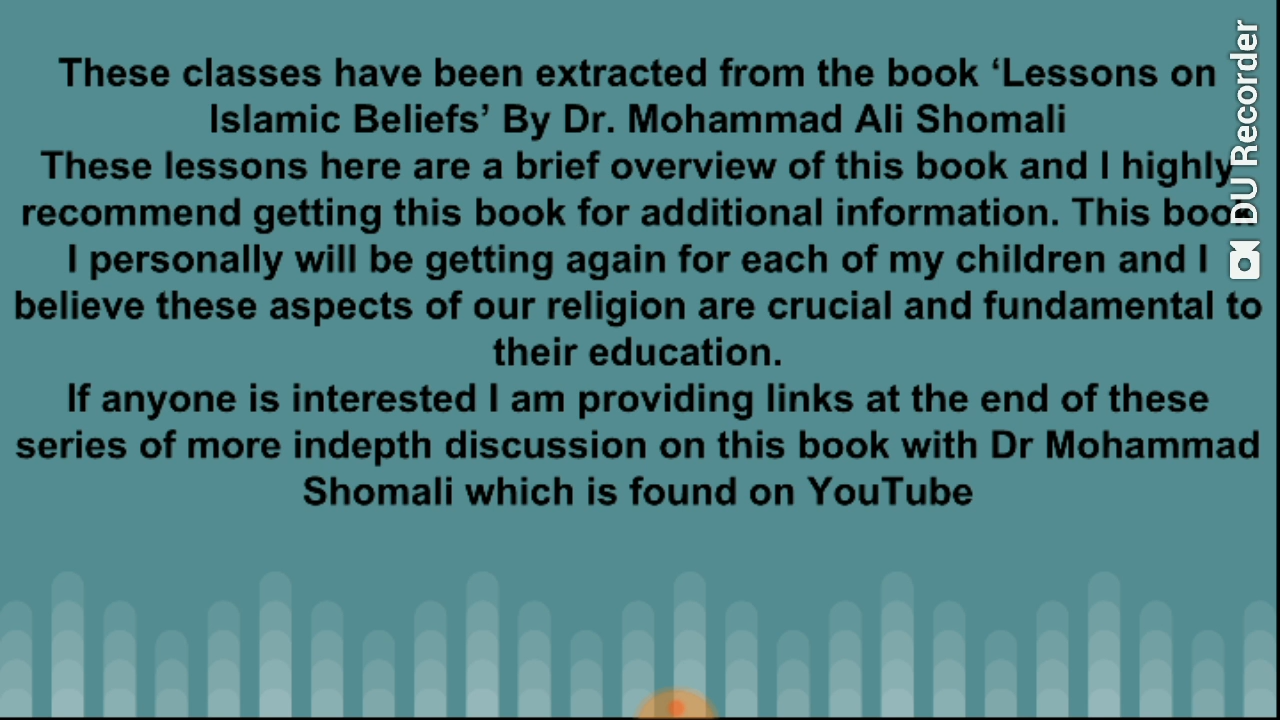 These classes have been extracted from the book ‘Lessons on
Islamic Beliefs’ By Dr. Mohammad Ali Shomali
These lessons here are a brief overview of this book and I highly
recommend getting this book for additional information. This book
I personally will be getting again for each of my children and I
believe these aspects of our religion are crucial and fundamental to
their education.
If anyone is interested I am providing links at the end of these
series of more indepth discussion on this book with Dr Mohammad
Shomali which is found on YouTube
DU Recorder